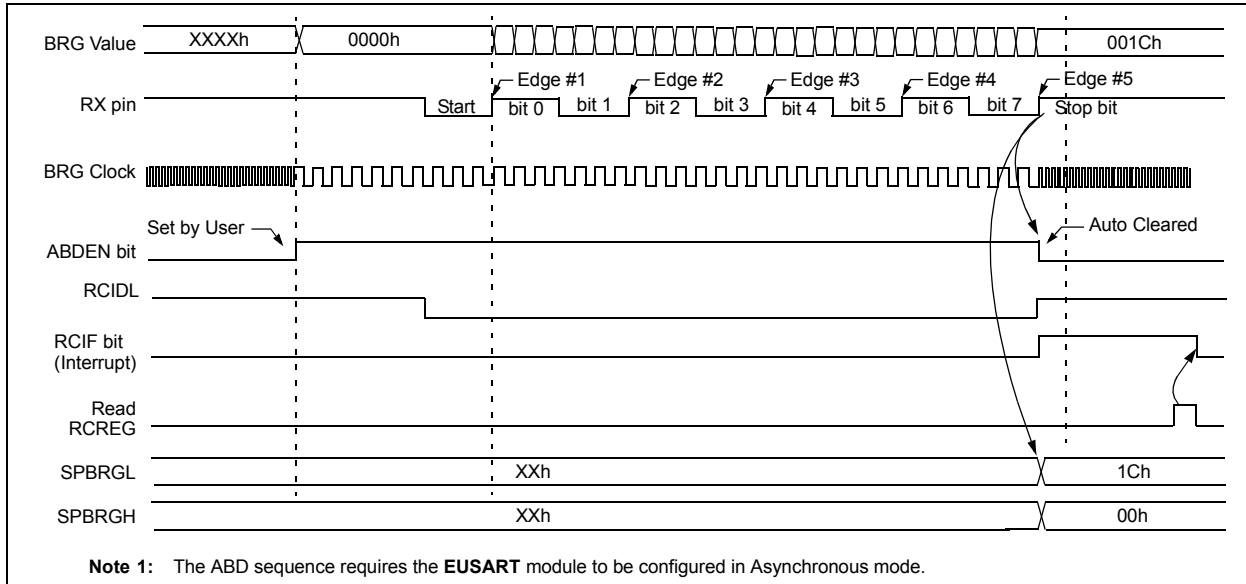 BRG Value XXXXh 0000h 001Ch
Edge #1 Edge #2 Edge #3 Edge #4 Edge #5
RX pin Start bit 0 bit 1 bit 2 bit 3 bit 4 bit 5 bit 6 bit 7 Stop bit
BRG Clock
Set by User Auto Cleared
ABDEN bit
RCIDL
RCIF bit
(Interrupt)
Read
RCREG
SPBRGL XXh 1Ch
SPBRGH XXh 00h
Note 1: The ABD sequence requires the EUSART module to be configured in Asynchronous mode.